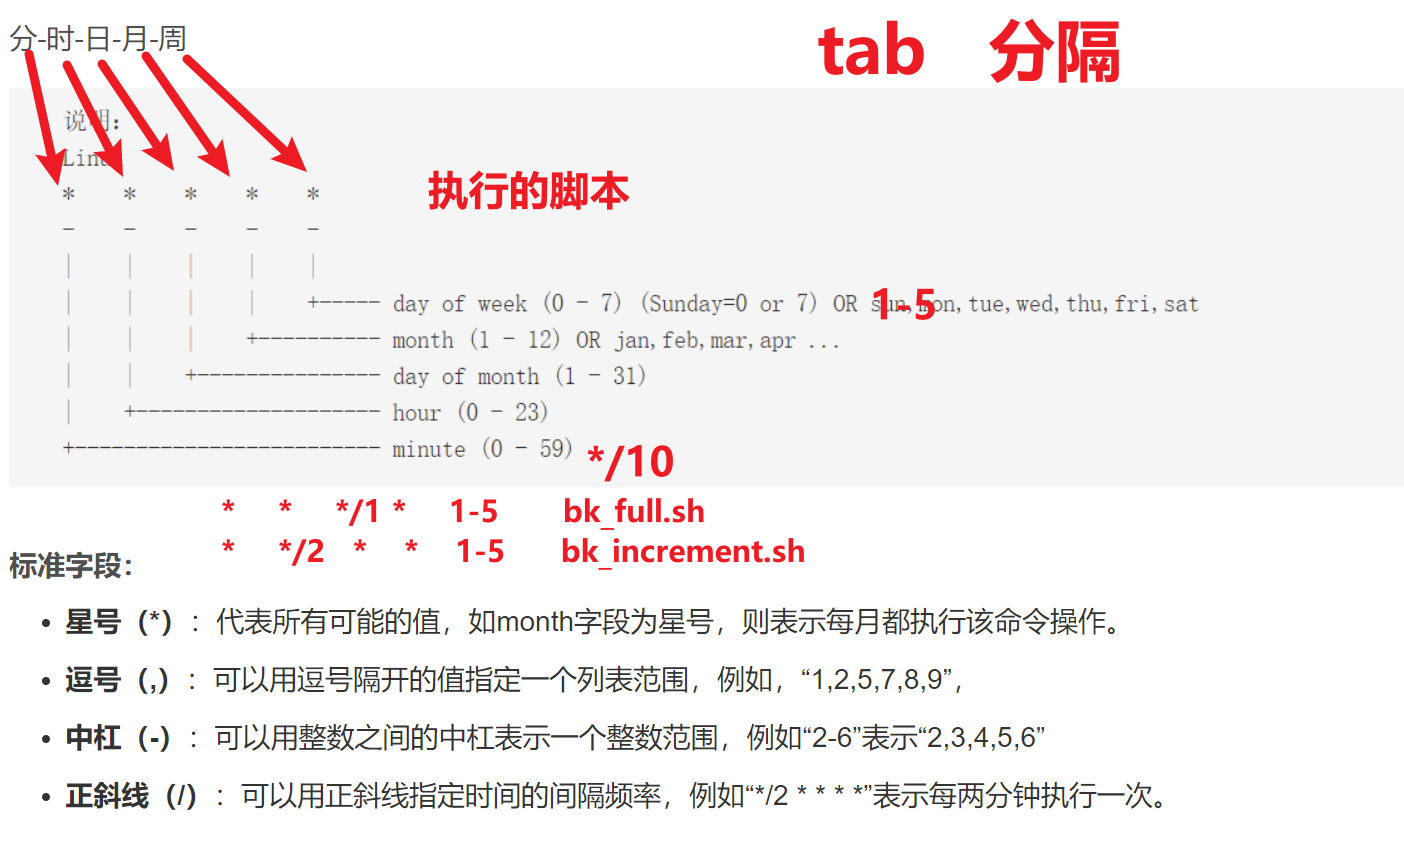 分-时-日-月-周
tab 分隔
说明：
Linux
* * * * *
执行的脚本
- - - - -
| | | | |
| | | | +----- day of week (0 - 7) (Sunday=0 or 7) OR sun,mon,tue,wed,thu,fri,sat
1-5
| | | +---------- month (1 - 12) OR jan,feb,mar,apr ...
| | +--------------- day of month (1 - 31)
| +-------------------- hour (0 - 23)
+------------------------- minute (0 - 59)
*/10
* * */1 * 1-5 bk_full.sh
* */2 * * 1-5 bk_increment.sh
标准字段：
• 星号（*）：代表所有可能的值，如month字段为星号，则表示每月都执行该命令操作。
• 逗号（,）：可以用逗号隔开的值指定一个列表范围，例如，“1,2,5,7,8,9”，
• 中杠（-）：可以用整数之间的中杠表示一个整数范围，例如“2-6”表示“2,3,4,5,6”
• 正斜线（/）：可以用正斜线指定时间的间隔频率，例如“*/2 * * * *”表示每两分钟执行一次。